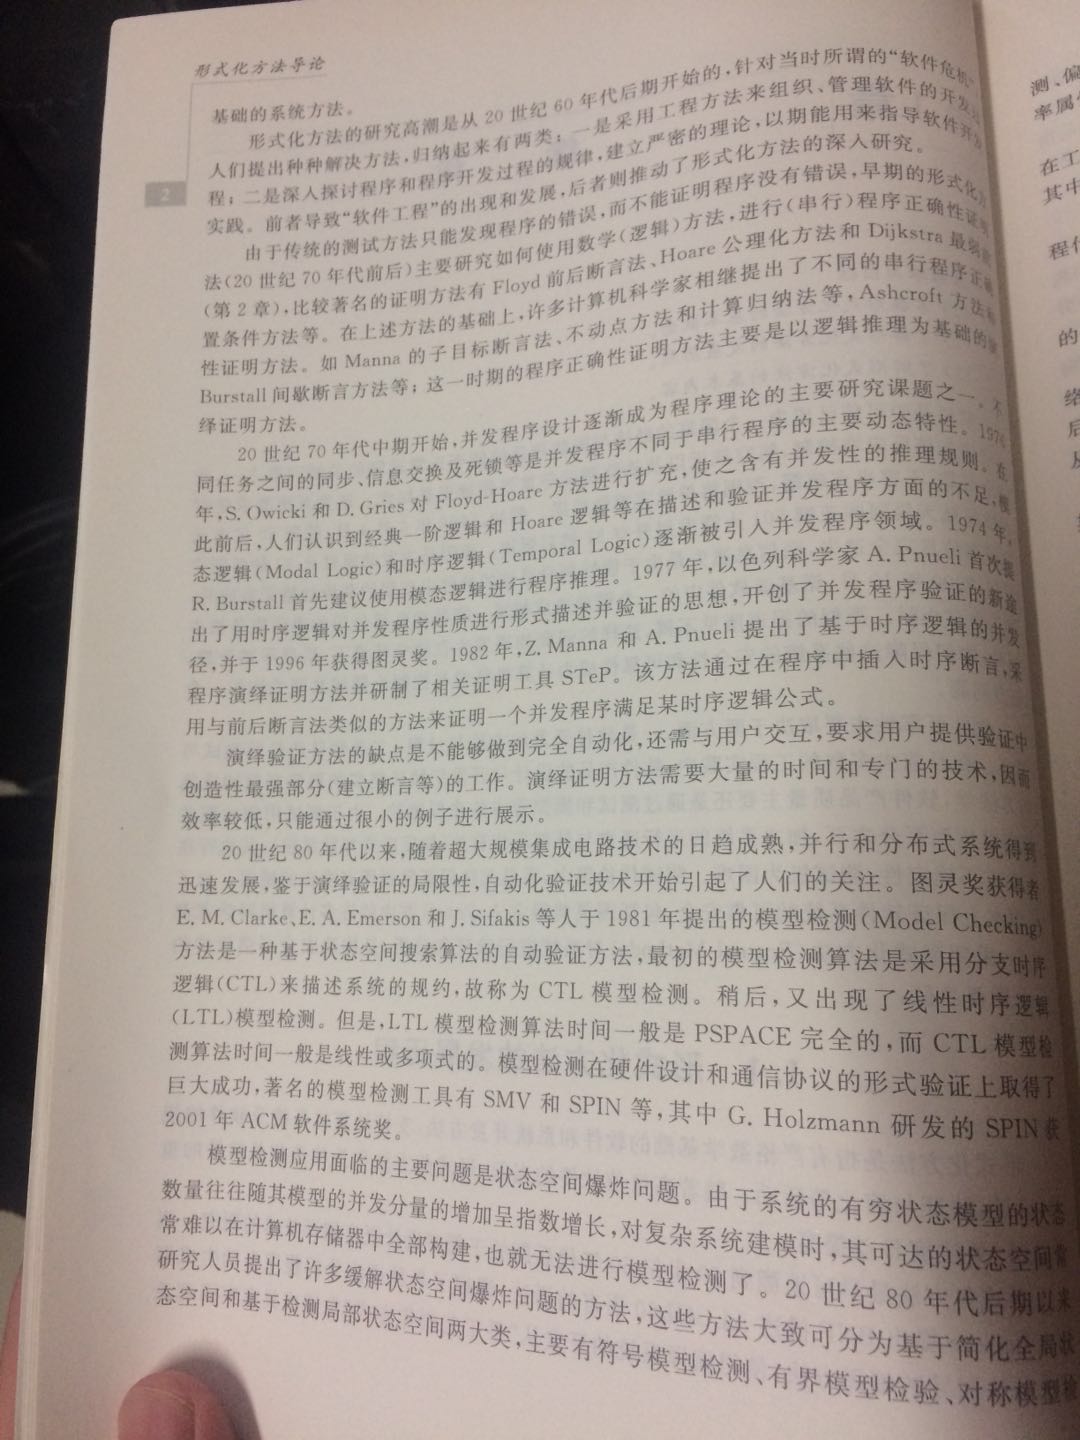 形式化方法导论
2
基础的系统方法。
形式化方法的研究高潮是从 20 世纪 60 年代后期开始的,针对当时所谓的“软件危机”
人们提出种种解决方法,归纳起来有两类:一是采用工程方法来组织、管理软件的开发过
程;二是深入探讨程序和程序开发过程的规律,建立严密的理论,以期能用来指导软件开发
实践。前者导致“软件工程”的出现和发展,后者则推动了形式化方法的深入研究。
由于传统的测试方法只能发现程序的错误,而不能证明程序没有错误,早期的形式化方
法(20 世纪 70 年代前后)主要研究如何使用数学(逻辑)方法,进行(串行)程序正确性证明
(第 2 章),比较著名的证明方法有 Floyd 前后断言法、Hoare 公理化方法和 Dijkstra 最弱前
置条件方法等。在上述方法的基础上,许多计算机科学家相继提出了不同的串行程序正确
性证明方法。如 Manna 的子目标断言法、不动点方法和计算归纳法等,Ashcroft 方法和
Burstall 间歇断言方法等;这一时期的程序正确性证明方法主要是以逻辑推理为基础的演
绎证明方法。
20 世纪 70 年代中期开始,并发程序设计逐渐成为程序理论的主要研究课题之一。不
同任务之间的同步、信息交换及死锁等是并发程序不同于串行程序的主要动态特性。1976
年,S. Owicki 和 D. Gries 对 Floyd-Hoare 方法进行扩充,使之含有并发性的推理规则。在
此前后,人们认识到经典一阶逻辑和 Hoare 逻辑等在描述和验证并发程序方面的不足,模
态逻辑(Modal Logic)和时序逻辑(Temporal Logic)逐渐被引入并发程序领域。1974 年,
R. Burstall 首先建议使用模态逻辑进行程序推理。1977 年,以色列科学家 A. Pnueli 首次提
出了用时序逻辑对并发程序性质进行形式描述并验证的思想,开创了并发程序验证的新途
径,并于 1996 年获得图灵奖。1982 年,Z. Manna 和 A. Pnueli 提出了基于时序逻辑的并发
程序演绎证明方法并研制了相关证明工具 STeP。该方法通过在程序中插入时序断言,采
用与前后断言法类似的方法来证明一个并发程序满足某时序逻辑公式。
演绎验证方法的缺点是不能够做到完全自动化,还需与用户交互,要求用户提供验证中
创造性最强部分(建立断言等)的工作。演绎证明方法需要大量的时间和专门的技术,因而
效率较低,只能通过很小的例子进行展示。
20 世纪 80 年代以来,随着超大规模集成电路技术的日趋成熟,并行和分布式系统得到
迅速发展,鉴于演绎验证的局限性,自动化验证技术开始引起了人们的关注。图灵奖获得者
E. M. Clarke、E. A. Emerson 和 J. Sifakis 等人于 1981 年提出的模型检测(Model Checking)
方法是一种基于状态空间搜索算法的自动验证方法,最初的模型检测算法是采用分支时序
逻辑(CTL)来描述系统的规约,故称为 CTL 模型检测。稍后,又出现了线性时序逻辑
(LTL)模型检测。但是,LTL 模型检测算法时间一般是 PSPACE 完全的,而 CTL 模型检
测算法时间一般是线性或多项式的。模型检测在硬件设计和通信协议的形式验证上取得了
巨大成功,著名的模型检测工具有 SMV 和 SPIN 等,其中 G. Holzmann 研发的 SPIN 获
2001 年 ACM 软件系统奖。
模型检测应用面临的主要问题是状态空间爆炸问题。由于系统的有穷状态模型的状态
数量往往随其模型的并发分量的增加呈指数增长,对复杂系统建模时,其可达的状态空间常
常难以在计算机存储器中全部构建,也就无法进行模型检测了。20 世纪 80 年代后期以来
研究人员提出了许多缓解状态空间爆炸问题的方法,这些方法大致可分为基于简化全局状
态空间和基于检测局部状态空间两大类,主要有符号模型检测、有界模型检验、对称模型检
测、偏
率属
在工
其中
程
的